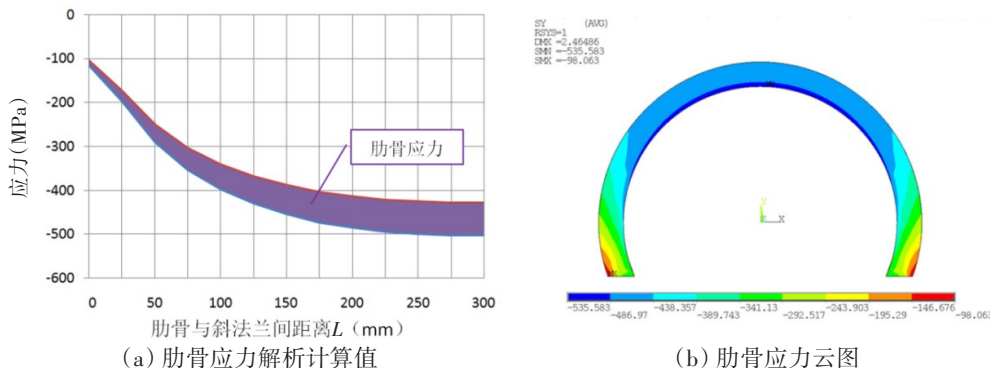 0
-100
-200
-300
-400
-500
-600
应力(MPa)
肋骨应力
0 50 100 150 200 250 300
肋骨与斜法兰间距离L（mm）
(a) 肋骨应力解析计算值
SY (AVG)
RSYS=1
DMX =2.46486
SMN =-535.583
SMX =-98.063
Y
X
-535.583 -438.357 -341.13 -243.903 -146.676
-486.97 -389.743 -292.517 -195.29 -98.063
(b) 肋骨应力云图